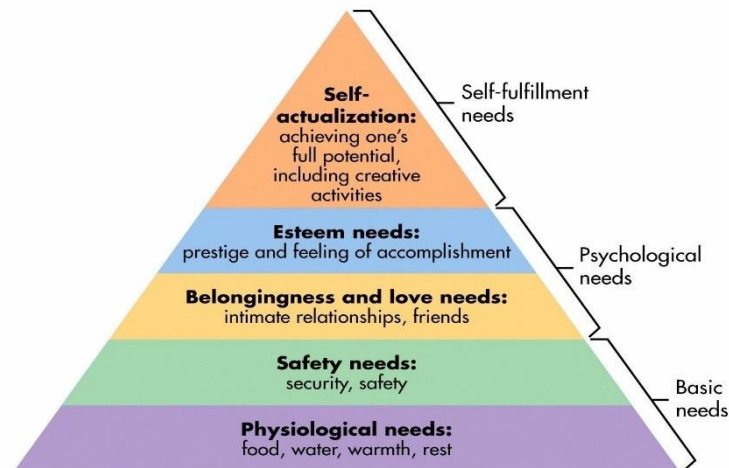 Self-
actualization:
achieving one's
full potential,
including creative
activities
Self-fulfillment
needs
Esteem needs:
prestige and feeling of accomplishment
Psychological
needs
Belongingness and love needs:
intimate relationships, friends
Safety needs:
security, safety
Basic
needs
Physiological needs:
food, water, warmth, rest